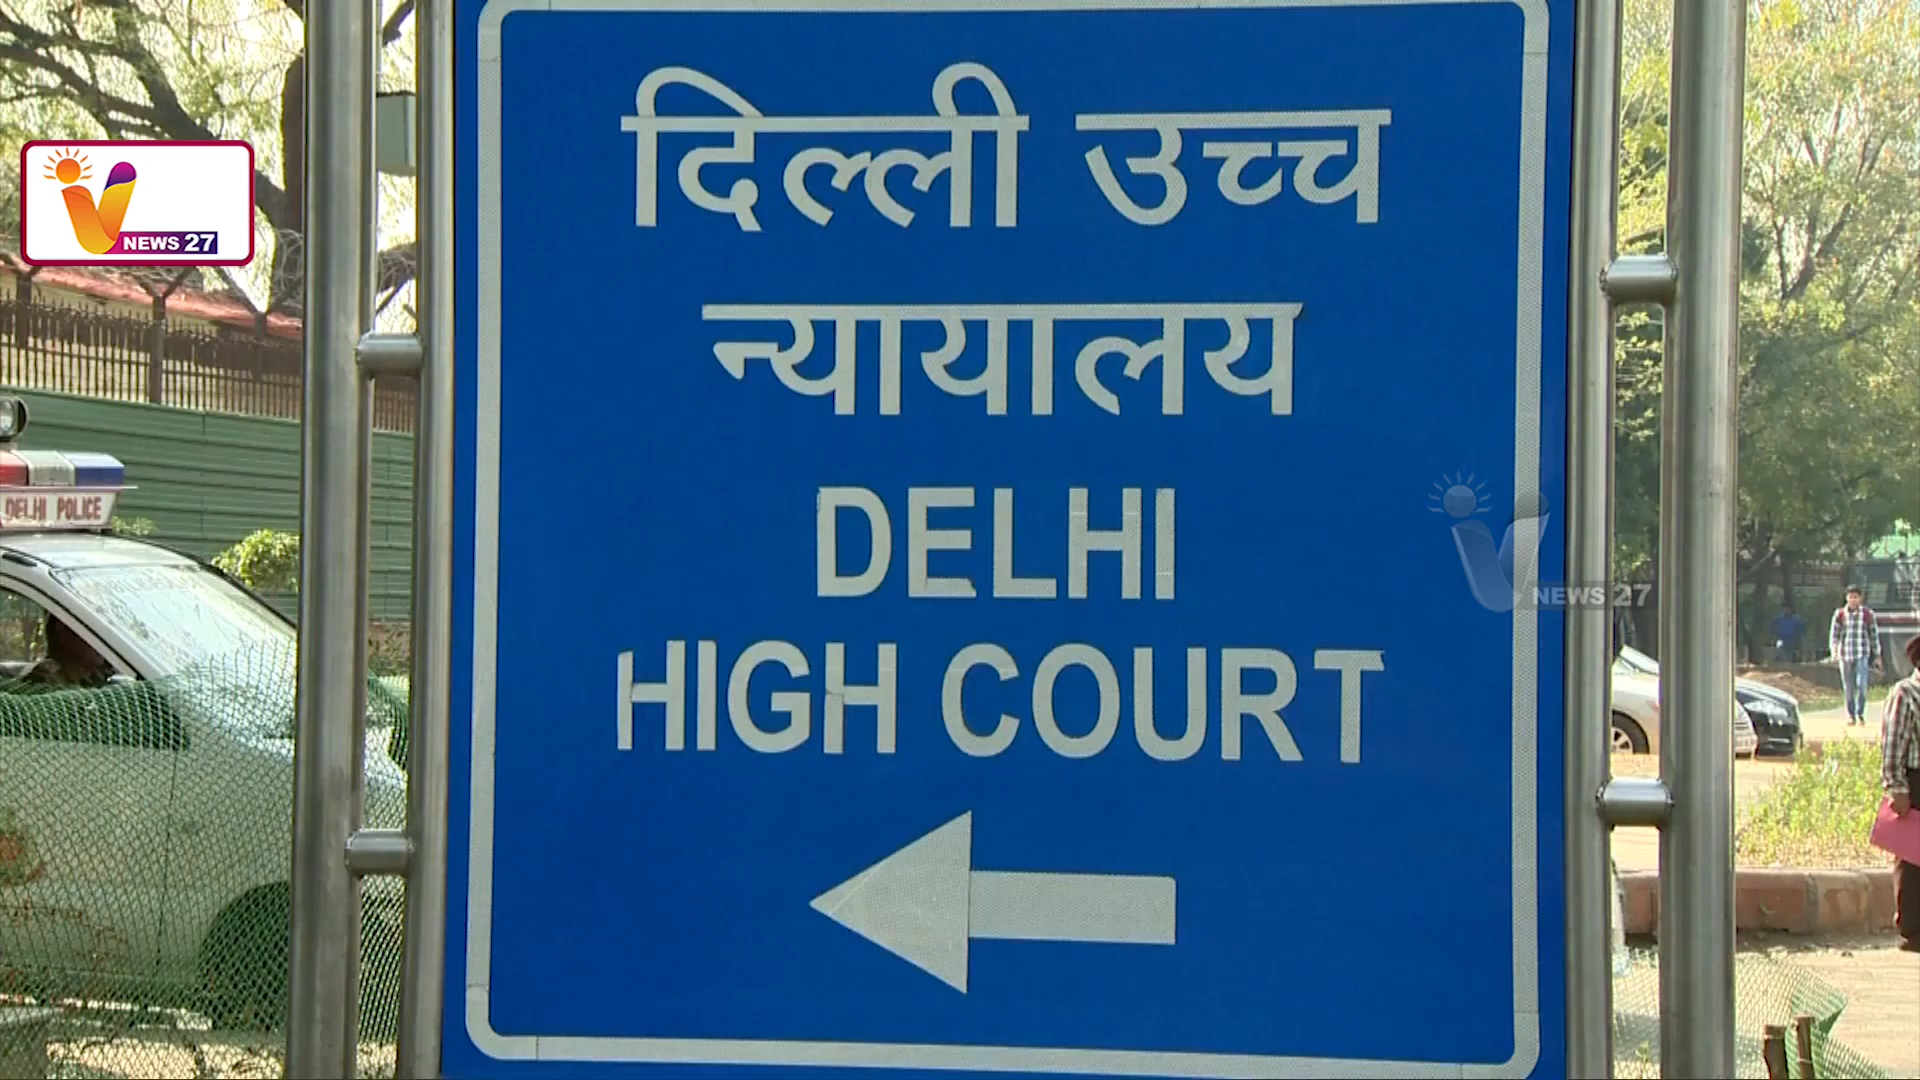 दिल्ली उच्च
न्यायालय
DELHI
HIGH COURT
NEWS 27
DELHI POLICE
NEWS 27